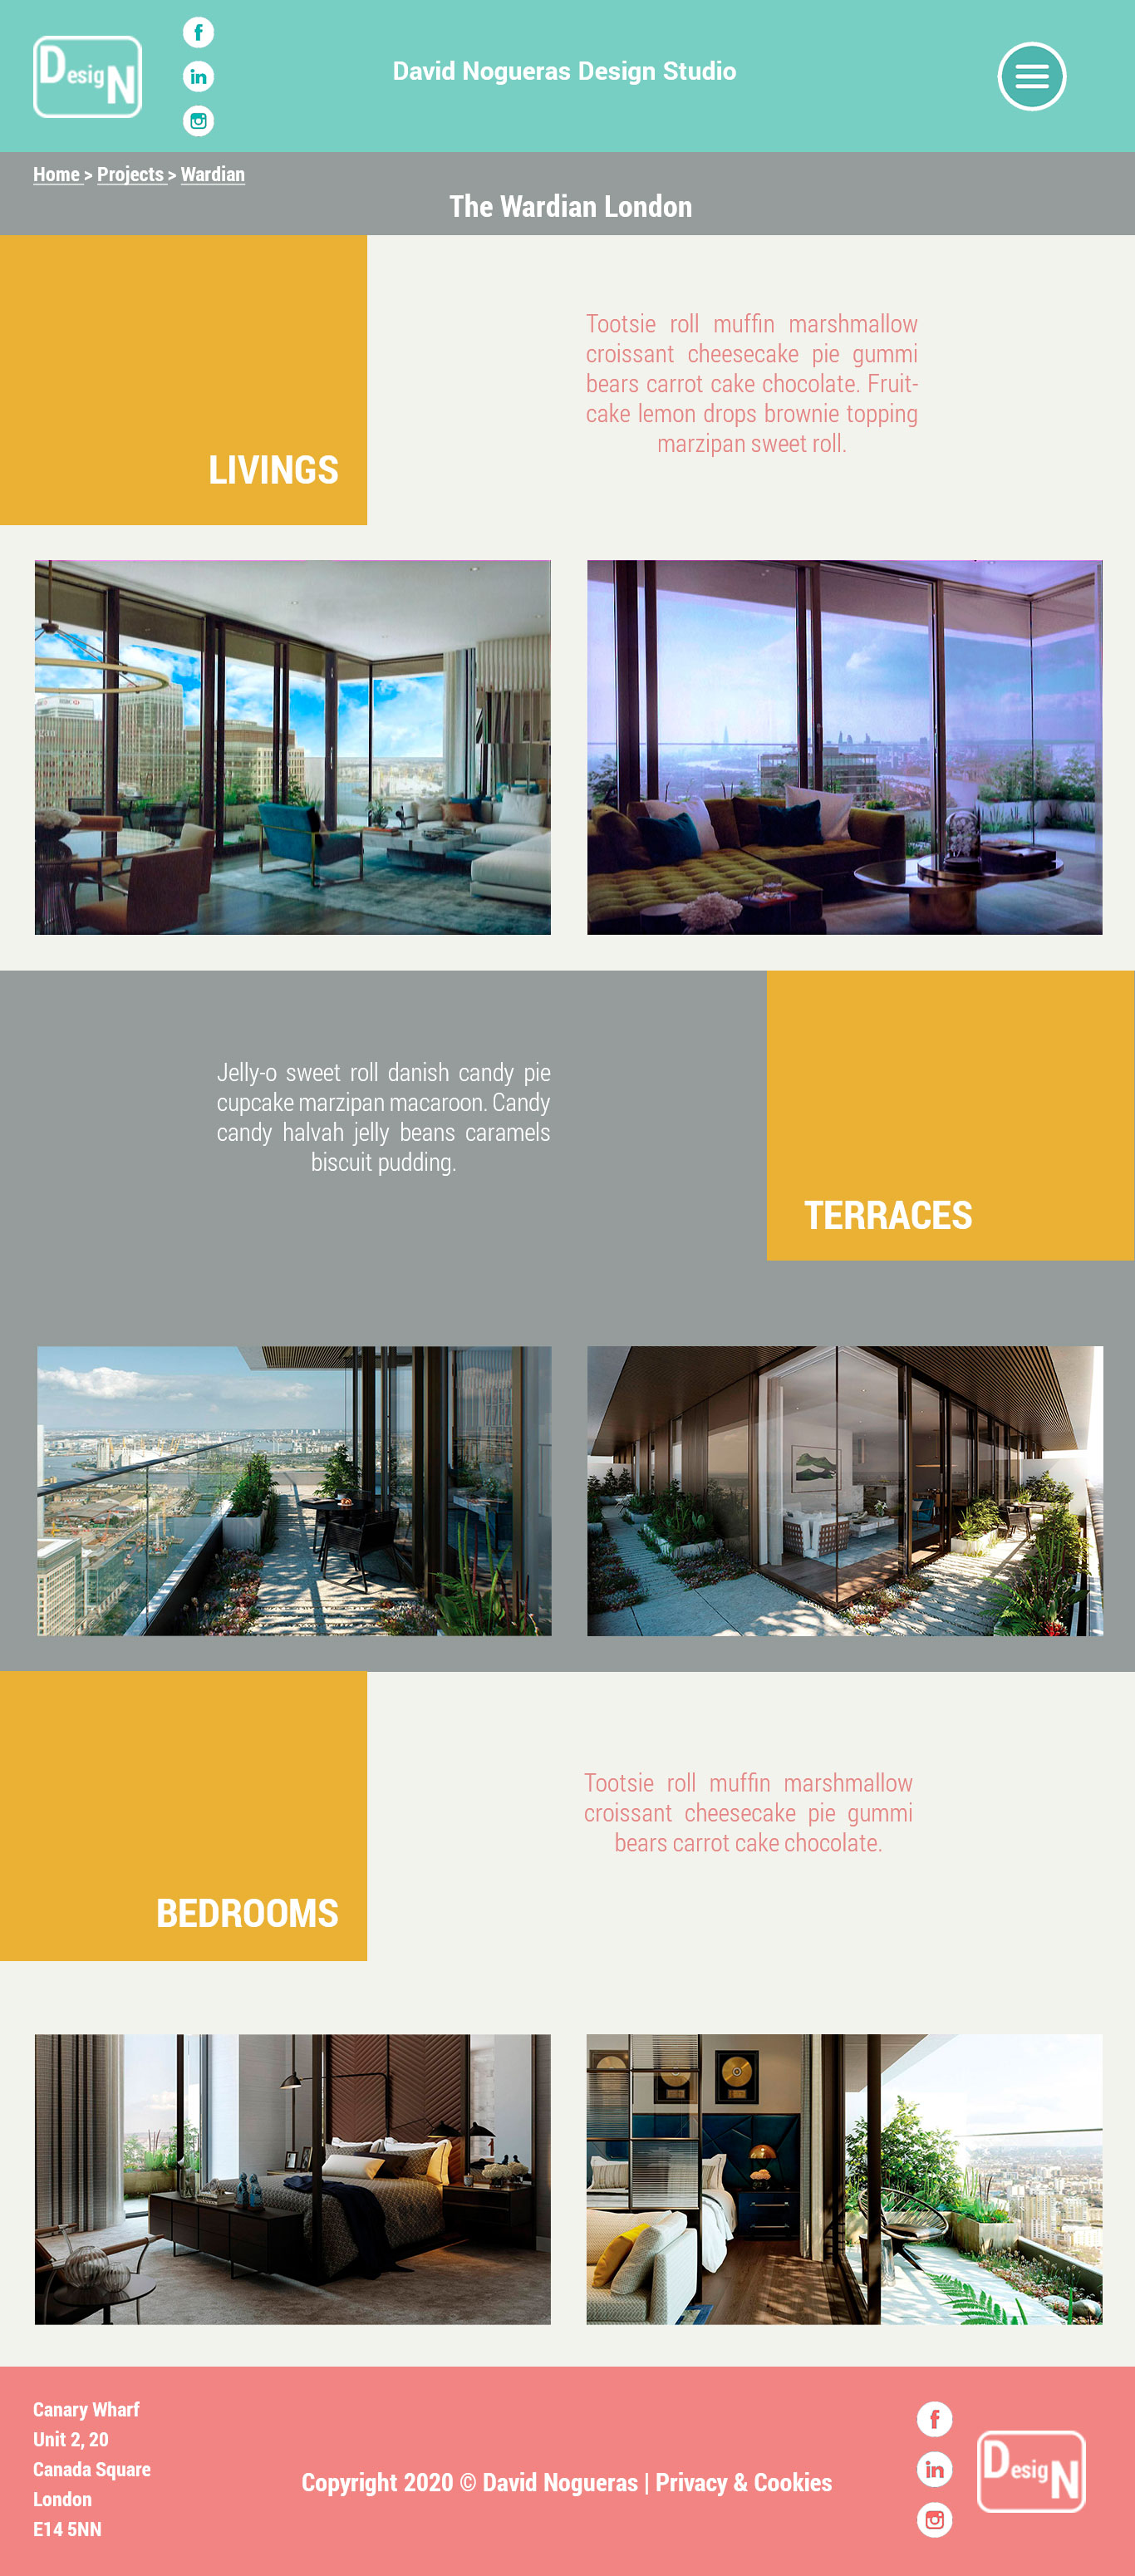 DesigN
David Nogueras Design Studio
Home > Projects > Wardian
The Wardian London
LIVINGS
Tootsie roll muffin marshmallow
croissant cheesecake pie gummi
bears carrot cake chocolate. Fruit-
cake lemon drops brownie topping
marzipan sweet roll.
Jelly-o sweet roll danish candy pie
cupcake marzipan macaroon. Candy
candy halvah jelly beans caramels
biscuit pudding.
TERRACES
Tootsie roll muffin marshmallow
croissant cheesecake pie gummi
bears carrot cake chocolate.
BEDROOMS
Canary Wharf
Unit 2, 20
Canada Square
London
E14 5NN
Copyright 2020 © David Nogueras | Privacy & Cookies
DesigN